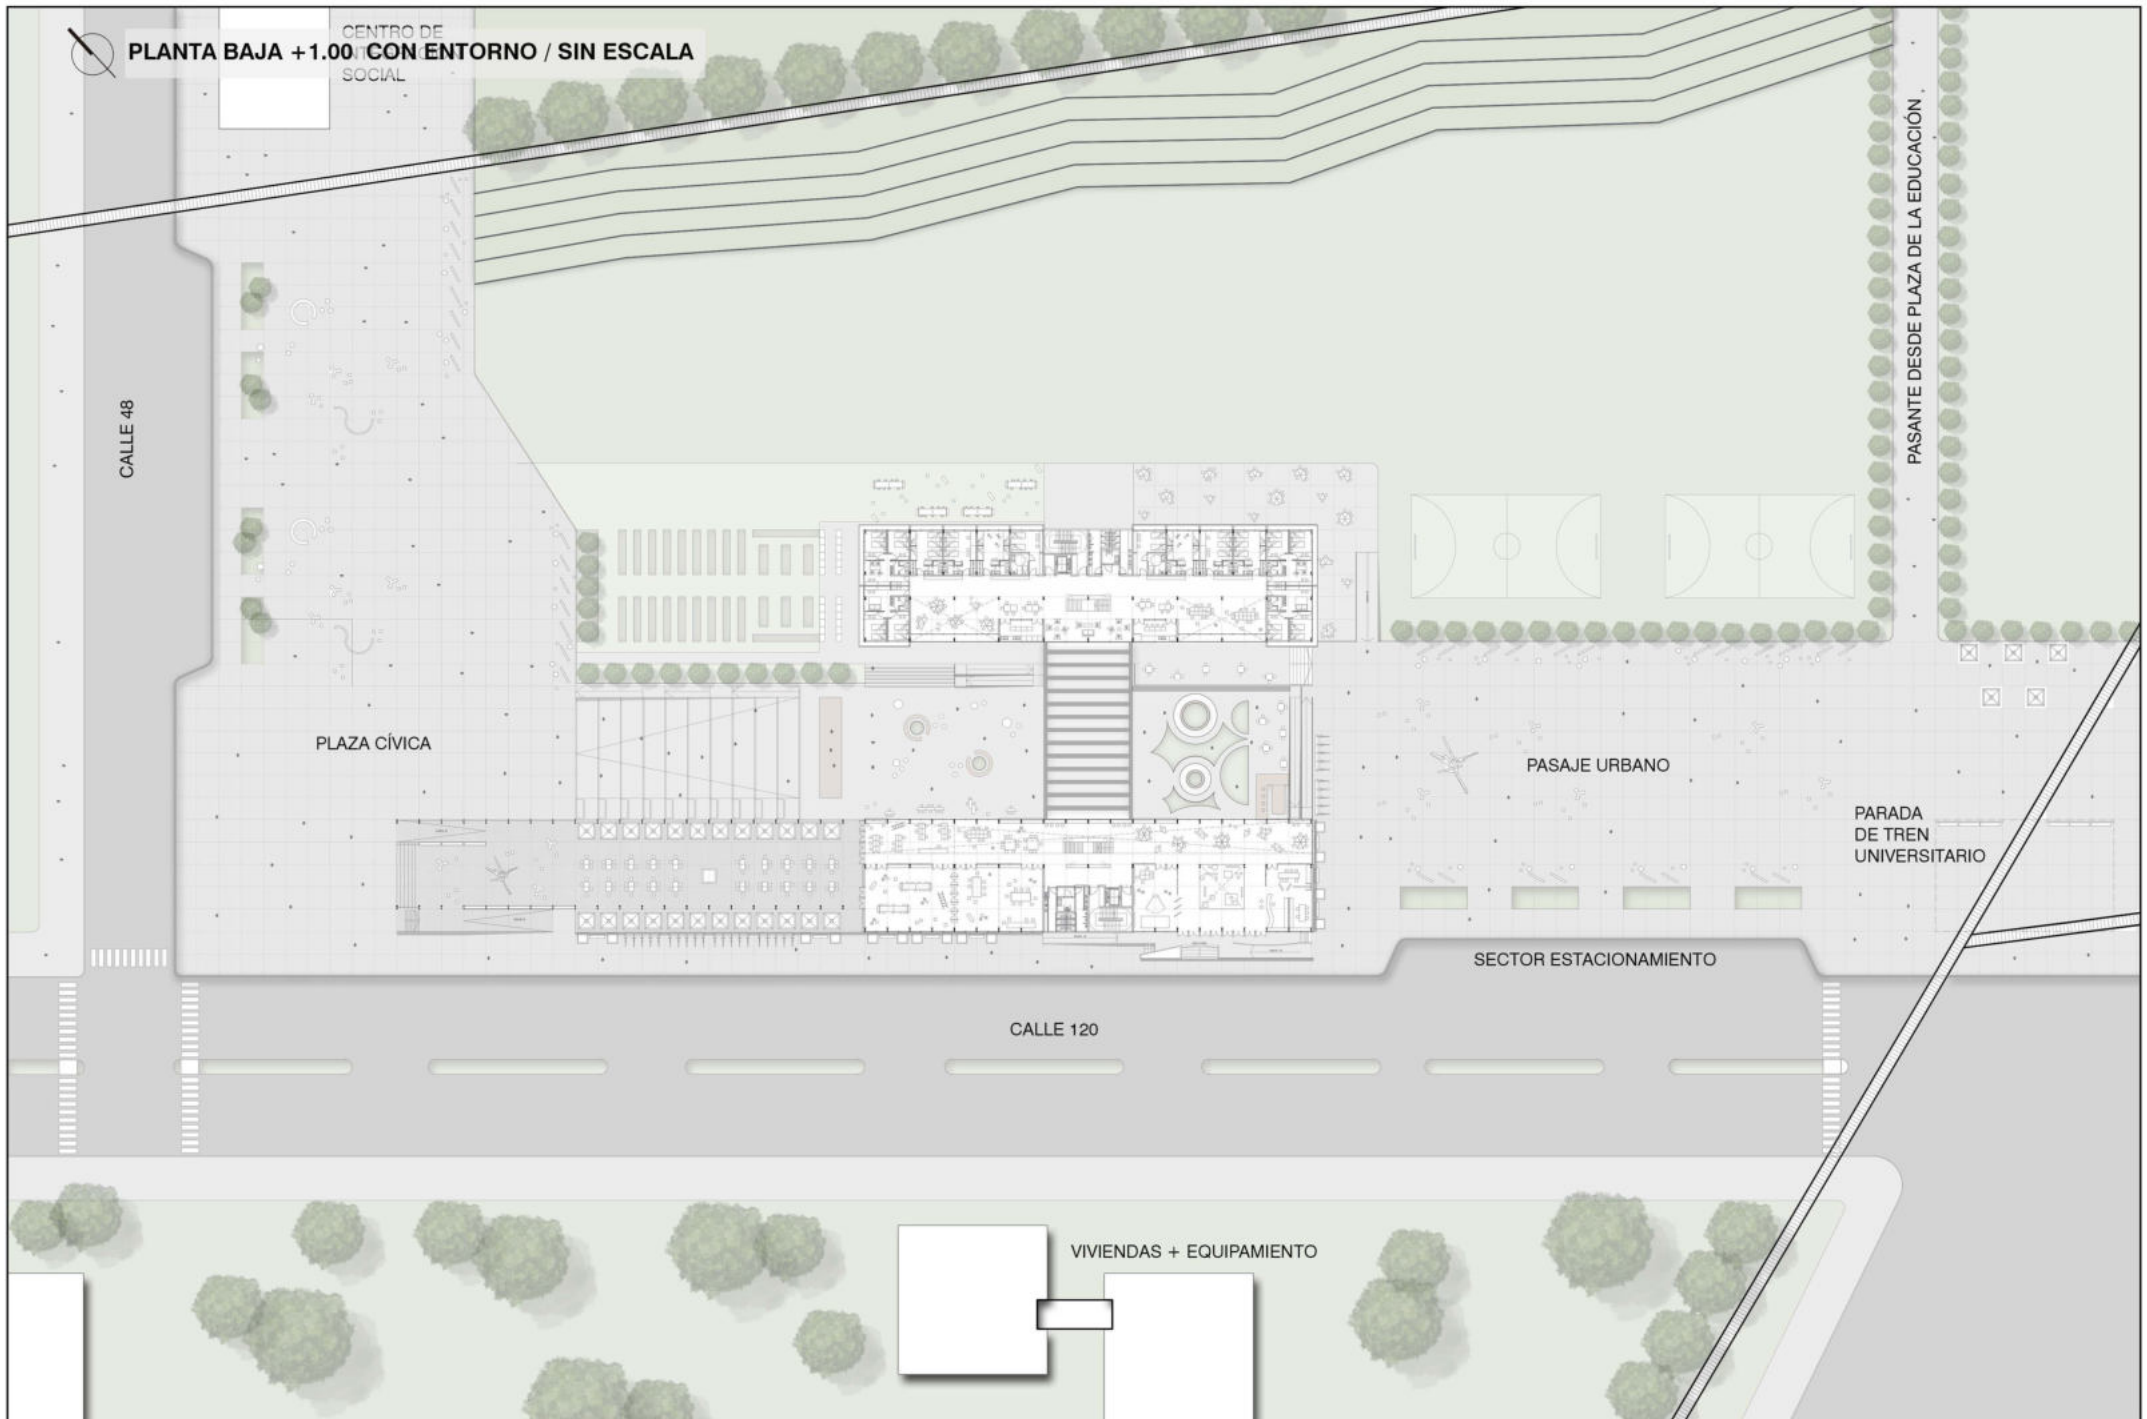 CENTRO DE
PLANTA BAJA +1.00 CON ENTORNO / SIN ESCALA
SOCIAL
PASANTE DESDE PLAZA DE LA EDUCACIÓN
CALLE 48
PLAZA CÍVICA
PASAJE URBANO
PARADA
DE TREN
UNIVERSITARIO
SECTOR ESTACIONAMIENTO
CALLE 120
VIVIENDAS + EQUIPAMIENTO